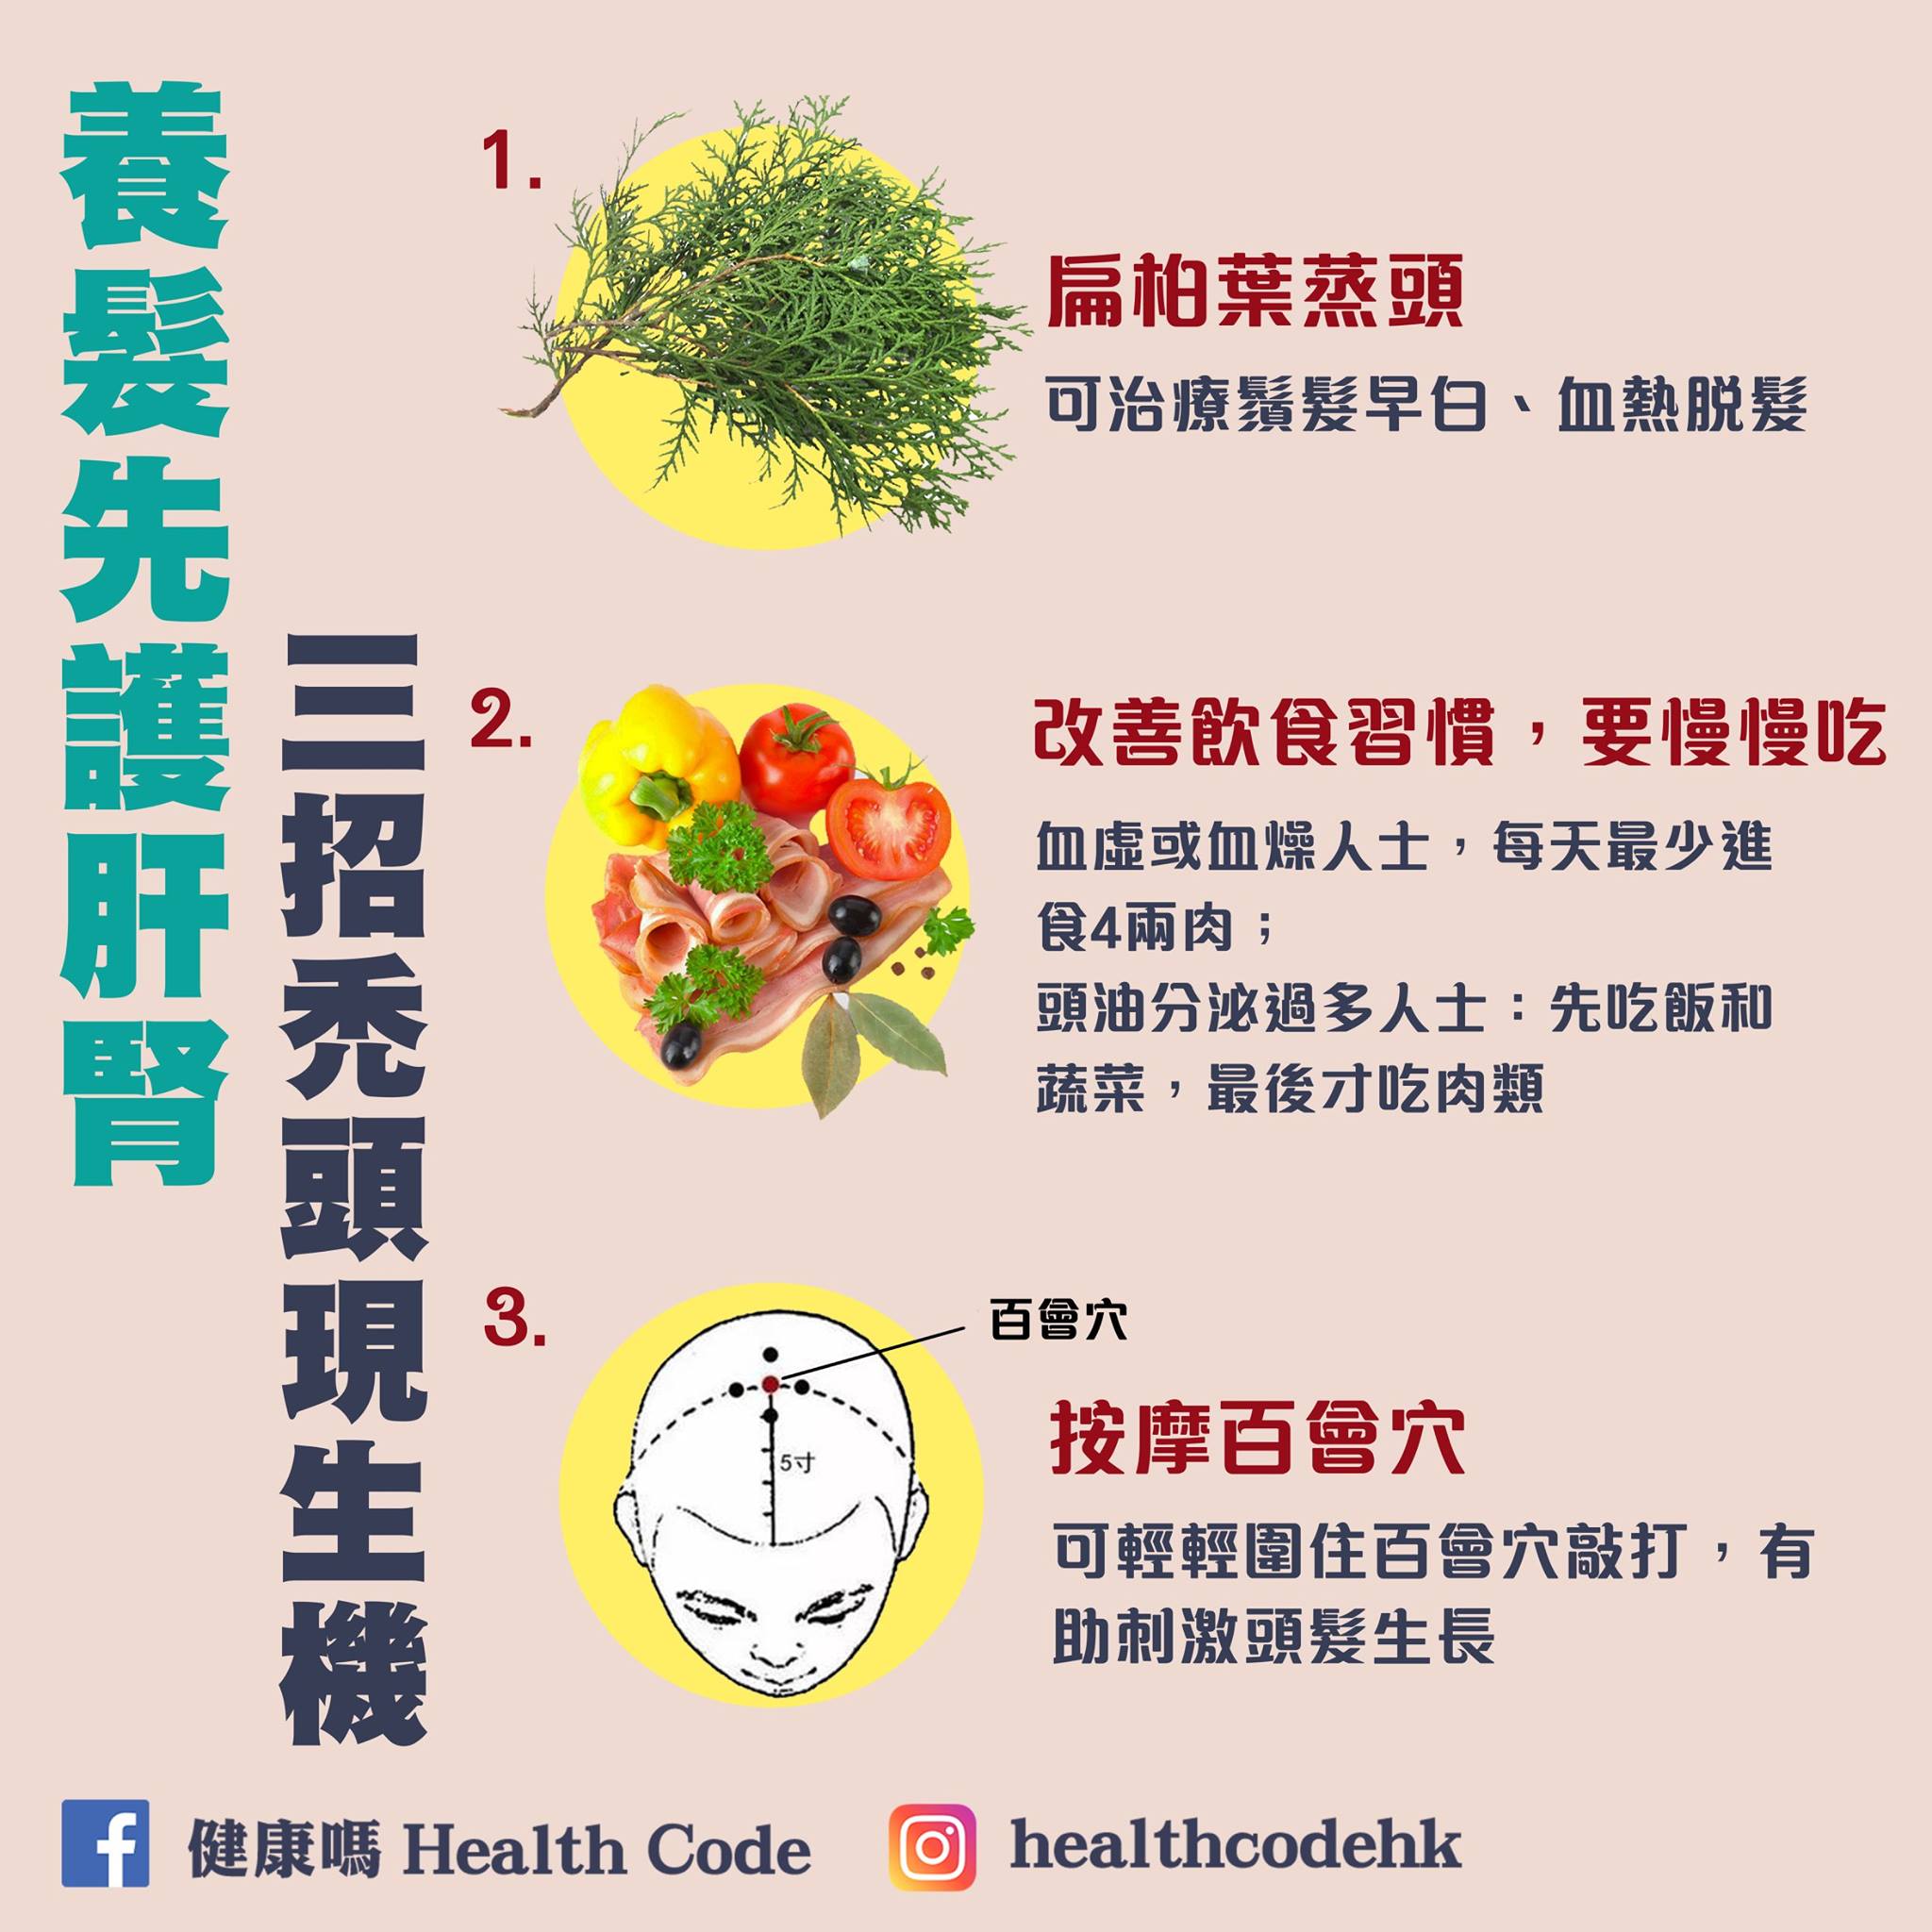 養髮先護肝腎
三招禿頭現生機
1.
扁柏葉蒸頭
可治療鬚髮早白、血熱脱髮
2.
改善飲食習慣，要慢慢吃
血虛或血燥人士，每天最少進
食4兩肉；
頭油分泌過多人士：先吃飯和
蔬菜，最後才吃肉類
3.
百會穴
5寸
按摩百會穴
可輕輕圍住百會穴敲打，有
助刺激頭髮生長
健康嗎 Health Code
healthcodehk